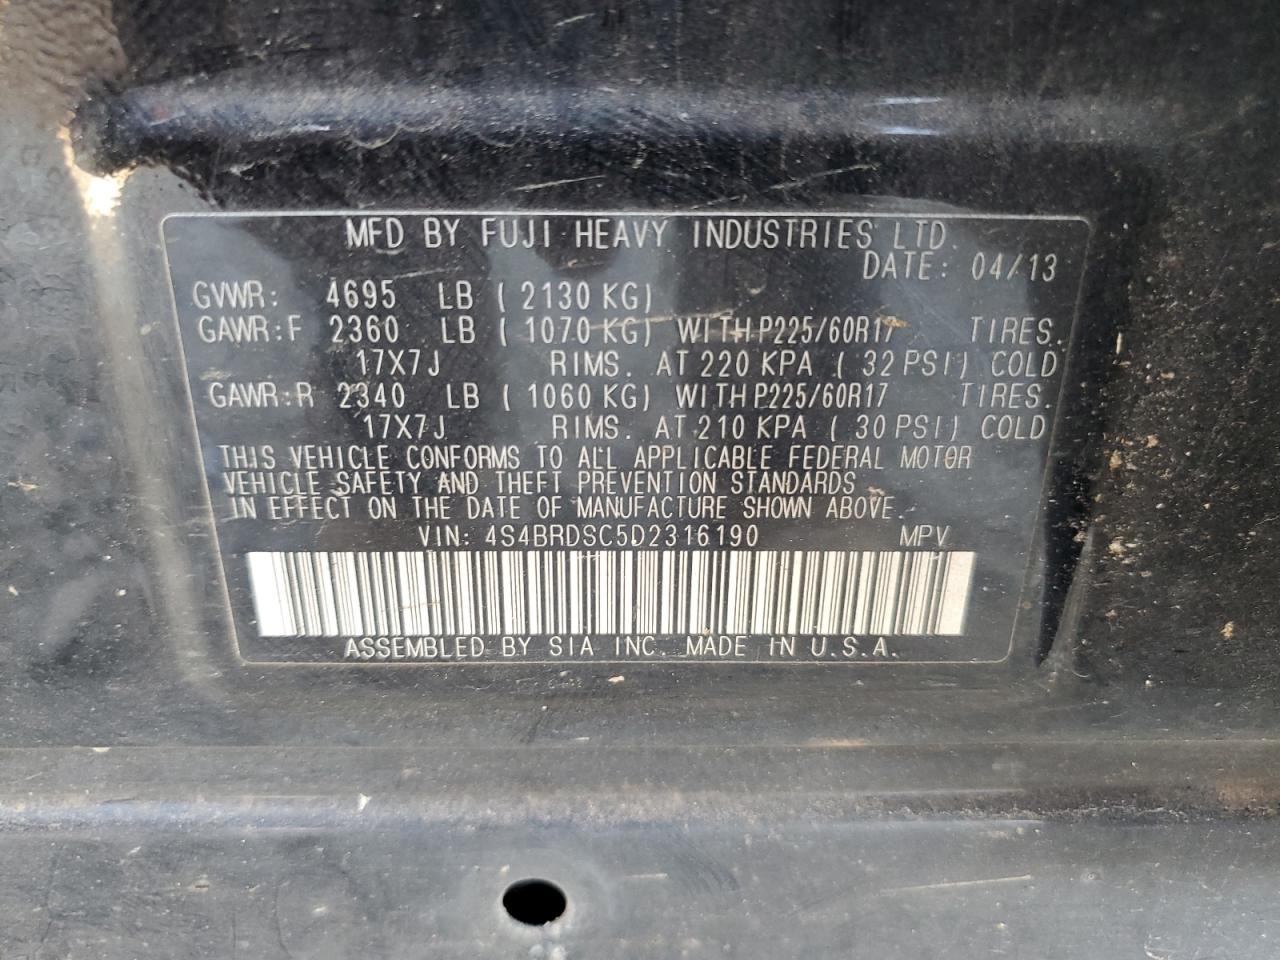 MFD BY FUJI HEAVY INDUSTRIES LTD.
DATE: 04/13
GVWR: 4695 LB ( 2130 KG)
GAWR:F 2360 LB ( 1070 KG) WITH P225/60R17 TIRES.
17X7J RIMS. AT 220 KPA ( 32 PSI) COLD
GAWR:R 2340 LB ( 1060 KG) WITH P225/60R17 TIRES.
17X7J RIMS. AT 210 KPA ( 30 PSI) COLD
THIS VEHICLE CONFORMS TO ALL APPLICABLE FEDERAL MOTOR
VEHICLE SAFETY AND THEFT PREVENTION STANDARDS
IN EFFECT ON THE DATE OF MANUFACTURE SHOWN ABOVE.
VIN: 4S4BRDSC5D2316190 MPV
ASSEMBLED BY SIA INC. MADE IN U.S.A.